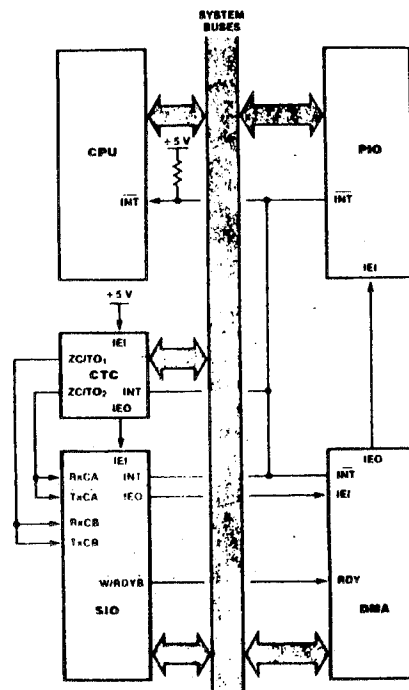 SYSTEM
BUSES
CPU
+5 V
INT
PIO
INT
IEI
+5 V
IEI
ZC/TO1
CTC
ZC/TO2 INT
IEO
IEI
RxCA INT
TxCA IEO
RxCB
TxCB
W/RDYB
SIO
IEO
INT
IEI
RDY
DMA